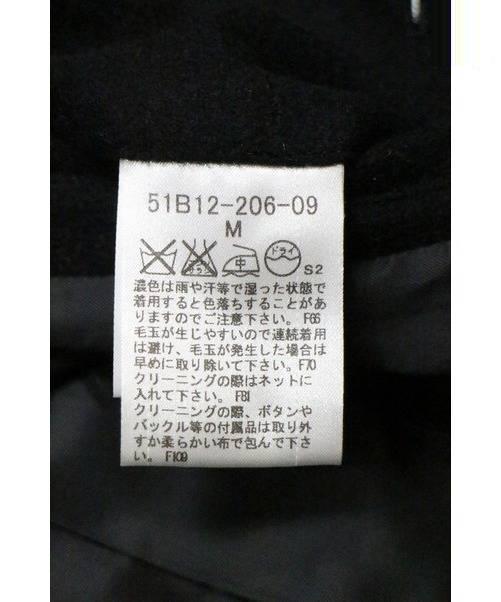 51B12-206-09
M
中 ドライ S2
濃色は雨や汗等で湿った状態で
着用すると色落ちすることがあ
りますのでご注意下さい。 F66
毛玉が生じやすいので連続着用
は避け、毛玉が発生した場合は
早めに取り除いて下さい。F70
クリーニングの際はネットに
入れて下さい。 F81
クリーニングの際、ボタンや
バックル等の付属品は取り外
すか柔らかい布で包んで下さ
い。 F109